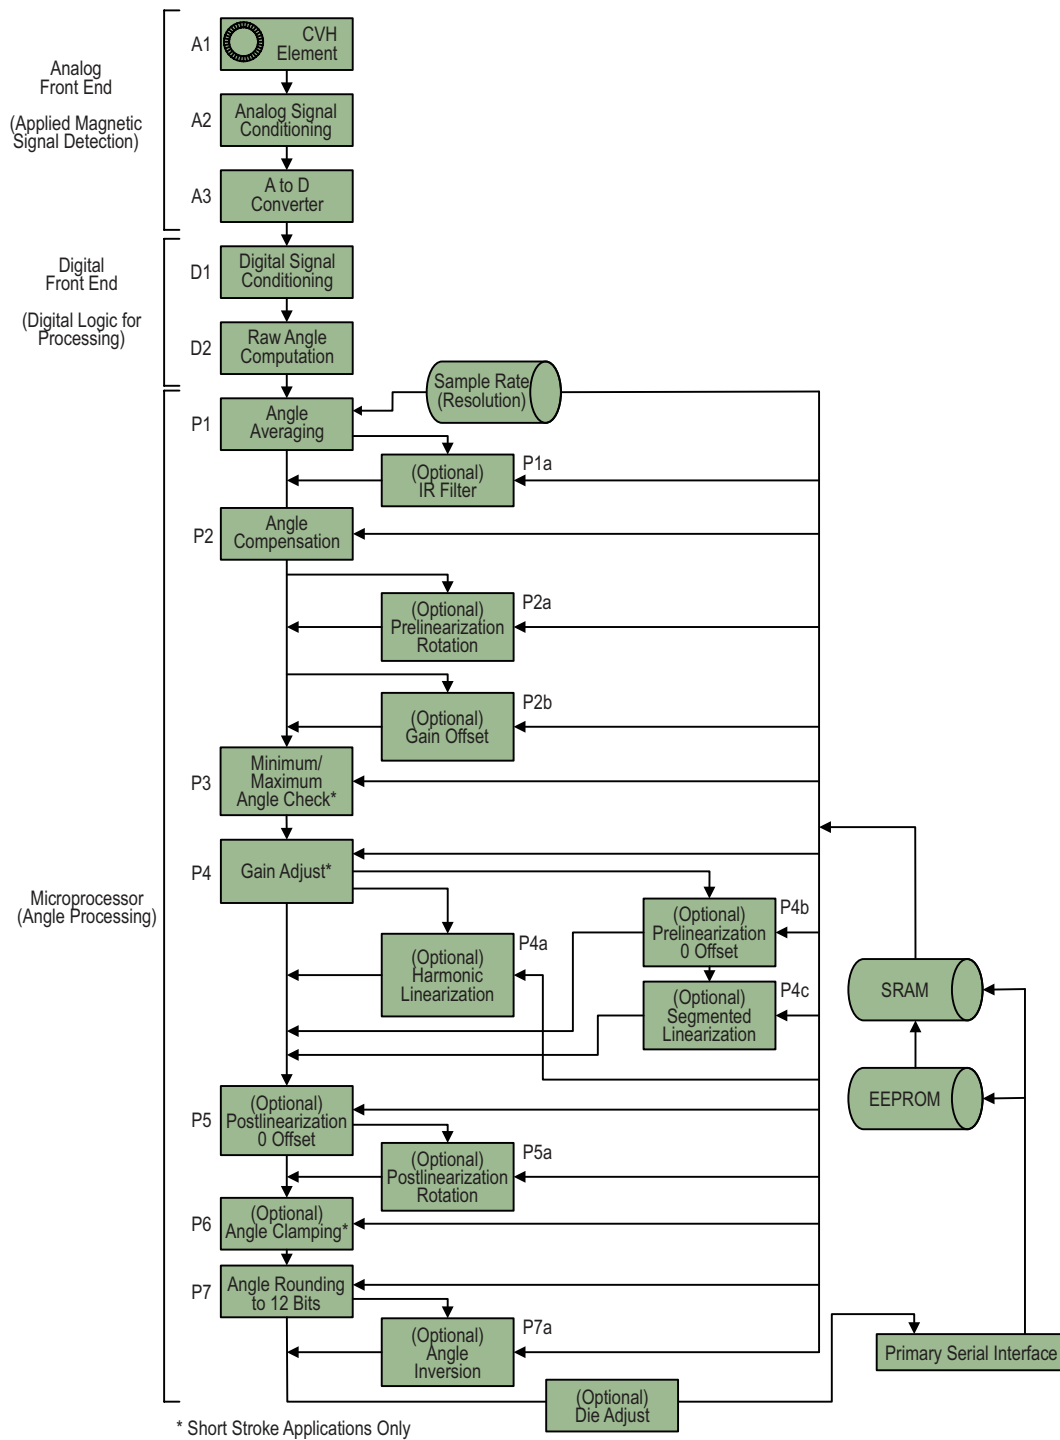 Analog
Front End
(Applied Magnetic
Signal Detection)
A1
CVH
Element
A2
Analog Signal
Conditioning
A3
A to D
Converter
Digital
Front End
(Digital Logic for
Processing)
D1
Digital Signal
Conditioning
D2
Raw Angle
Computation
Microprocessor
(Angle Processing)
Sample Rate
(Resolution)
P1
Angle
Averaging
(Optional)
IR Filter
P1a
P2
Angle
Compensation
(Optional)
Prelinearization
Rotation
P2a
(Optional)
Gain Offset
P2b
P3
Minimum/
Maximum
Angle Check*
P4
Gain Adjust*
(Optional)
Harmonic
Linearization
P4a
(Optional)
Prelinearization
0 Offset
P4b
(Optional)
Segmented
Linearization
P4c
SRAM
EEPROM
P5
(Optional)
Postlinearization
0 Offset
(Optional)
Postlinearization
Rotation
P5a
P6
(Optional)
Angle Clamping*
P7
Angle Rounding
to 12 Bits
(Optional)
Angle
Inversion
P7a
Primary Serial Interface
(Optional)
Die Adjust
* Short Stroke Applications Only